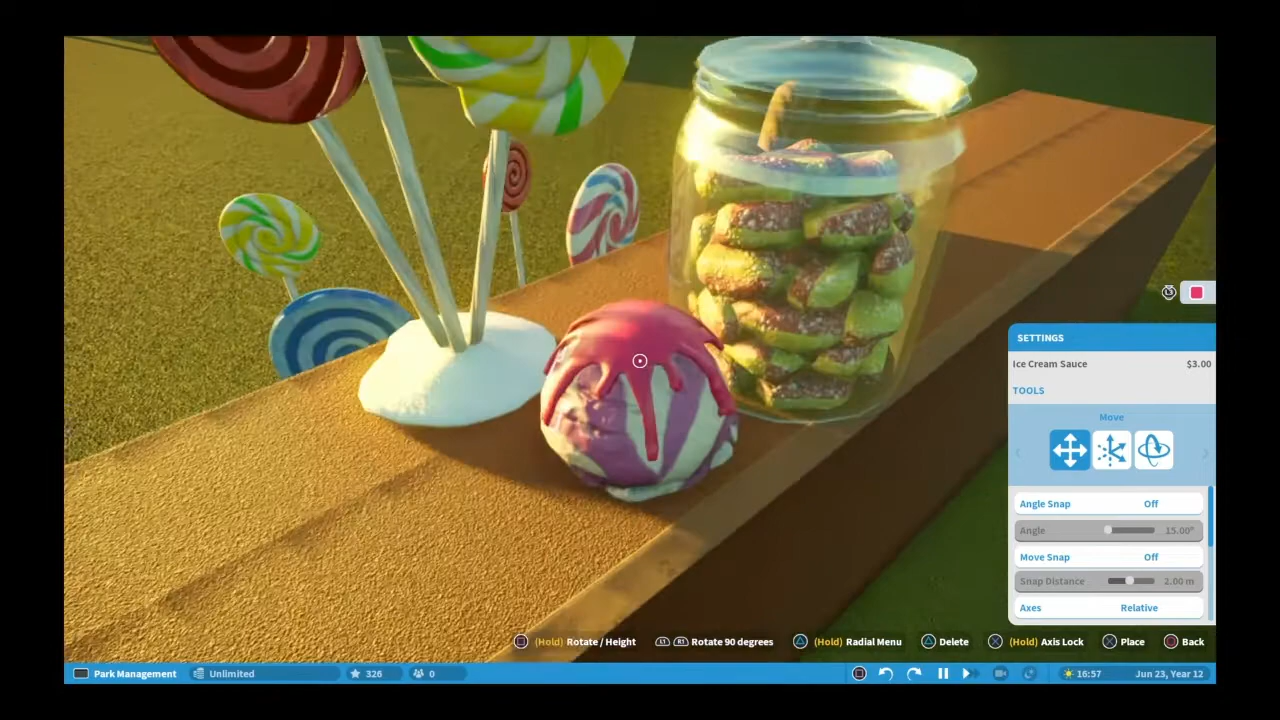 SETTINGS
Ice Cream Sauce $3.00
TOOLS
Move
Angle Snap Off
Angle 15.00°
Move Snap Off
Snap Distance 2.00 m
Axes Relative
(Hold) Rotate / Height L1 R1 Rotate 90 degrees (Hold) Radial Menu Delete (Hold) Axis Lock Place Back
Park Management Unlimited 326 0 16:57 Jun 23, Year 12